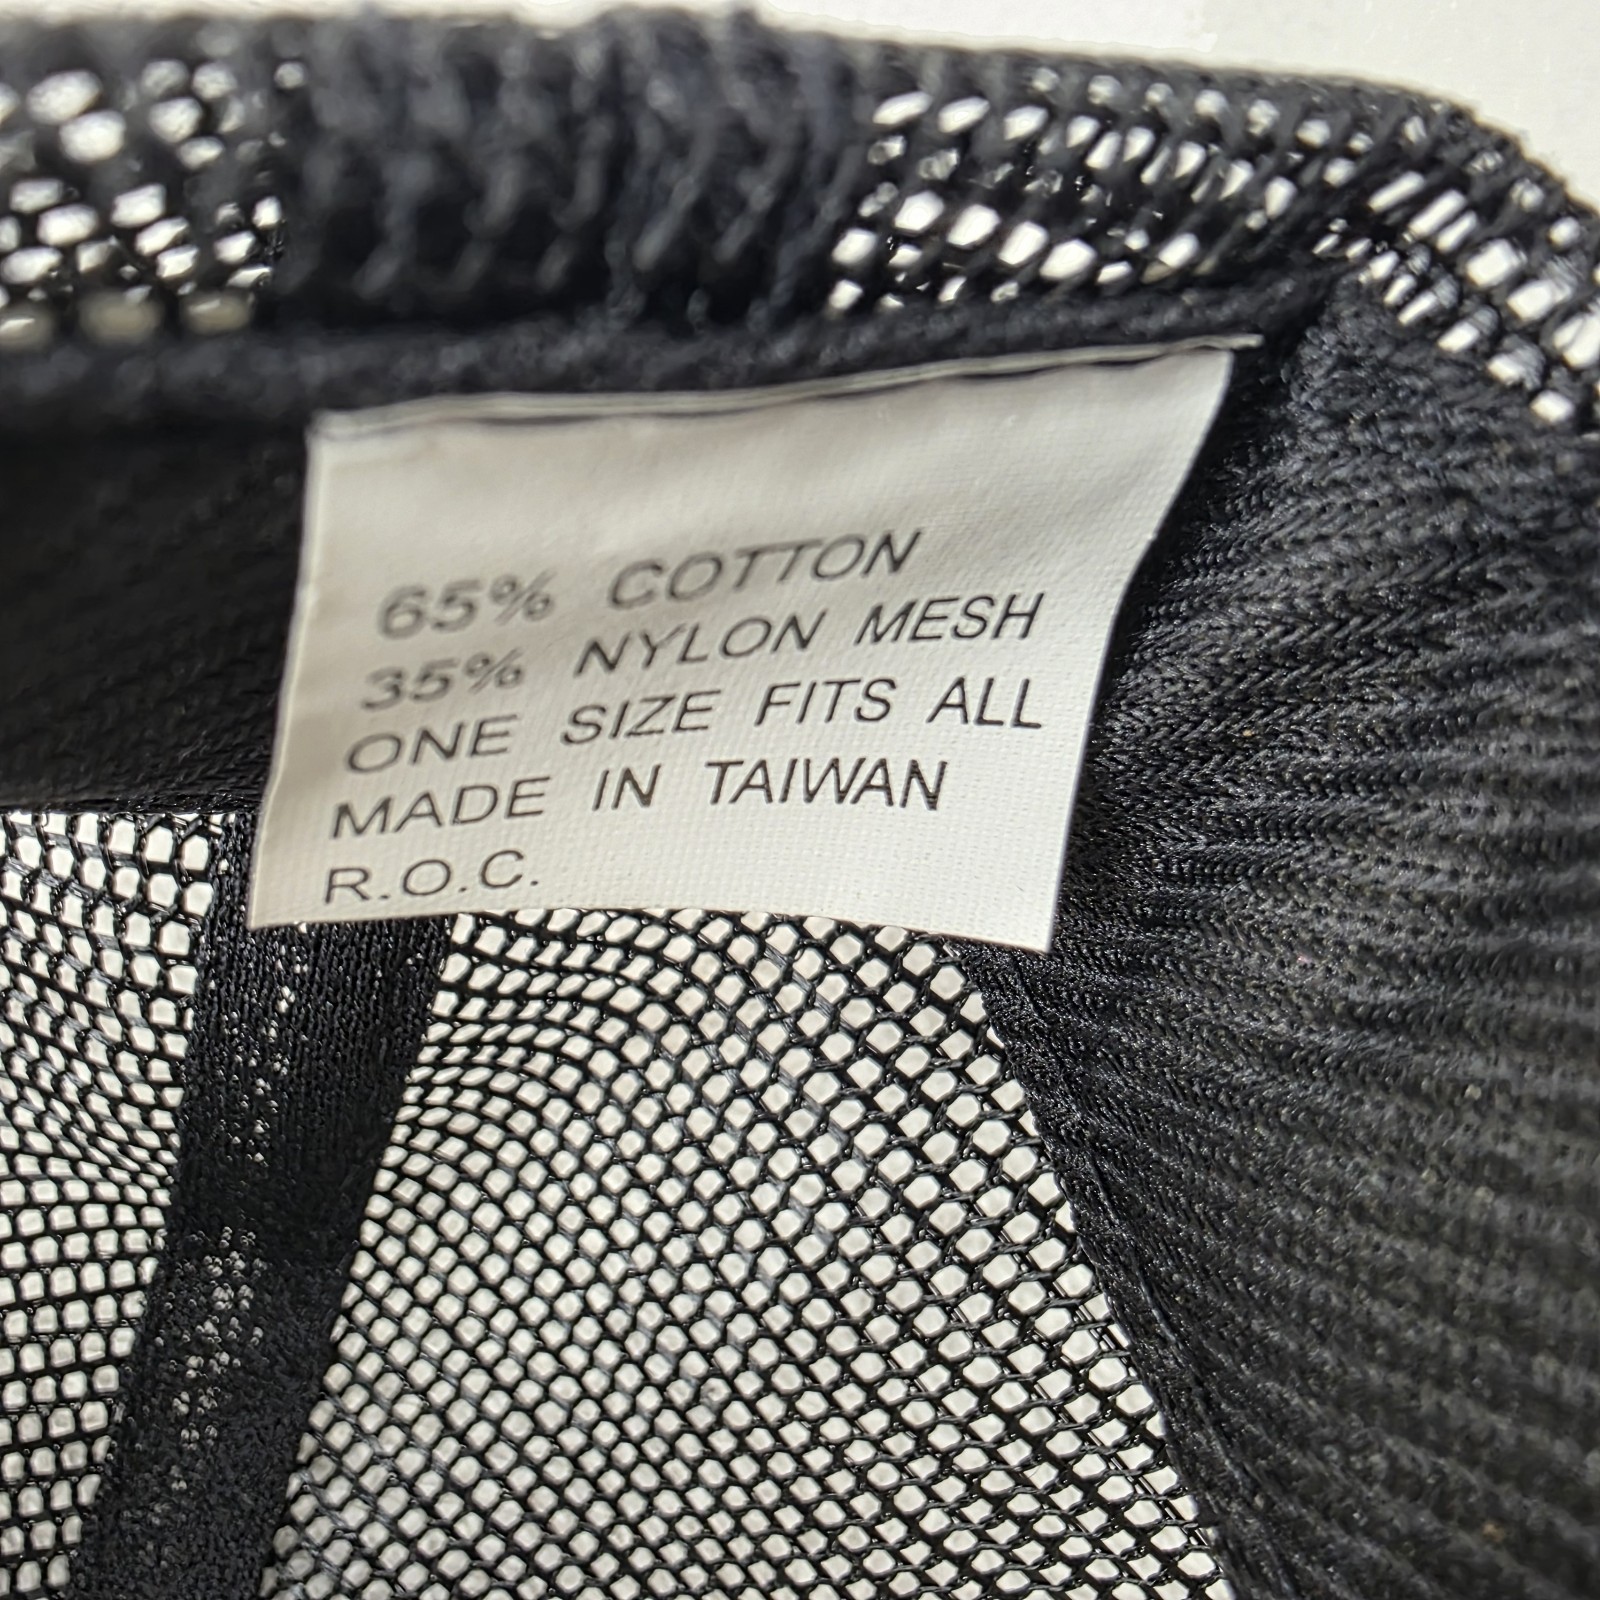 65% COTTON
35% NYLON MESH
ONE SIZE FITS ALL
MADE IN TAIWAN
R.O.C.